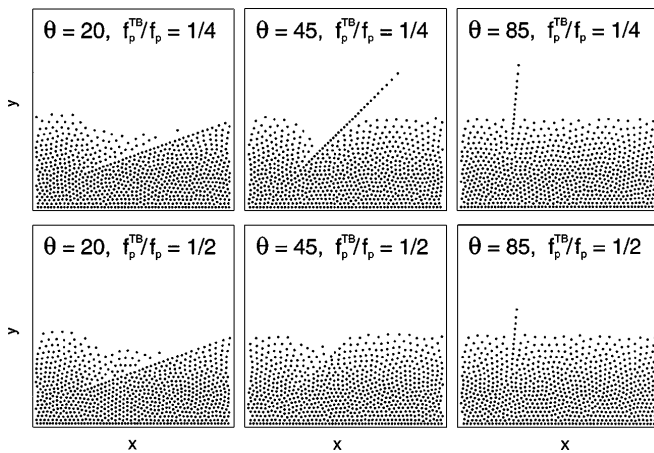 θ = 20, f_p^TB/f_p = 1/4
θ = 45, f_p^TB/f_p = 1/4
θ = 85, f_p^TB/f_p = 1/4
y
θ = 20, f_p^TB/f_p = 1/2
θ = 45, f_p^TB/f_p = 1/2
θ = 85, f_p^TB/f_p = 1/2
y
x
x
x